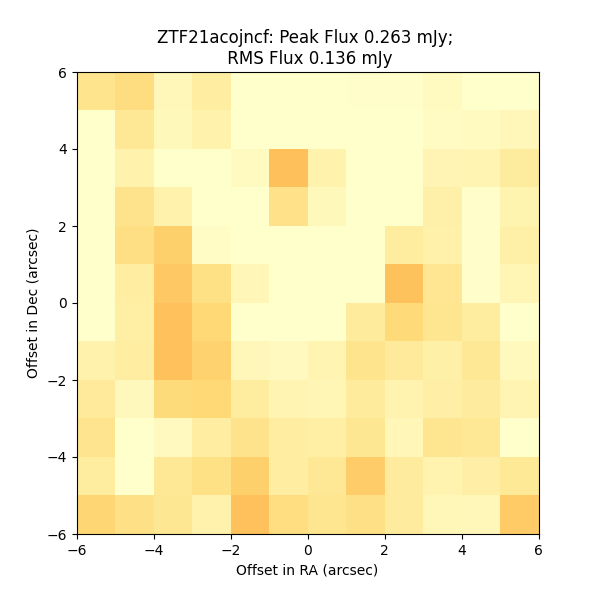 ZTF21acojncf: Peak Flux 0.263 mJy;
RMS Flux 0.136 mJy
6
4
2
0
−2
−4
−6
Offset in Dec (arcsec)
−6 −4 −2 0 2 4 6
Offset in RA (arcsec)